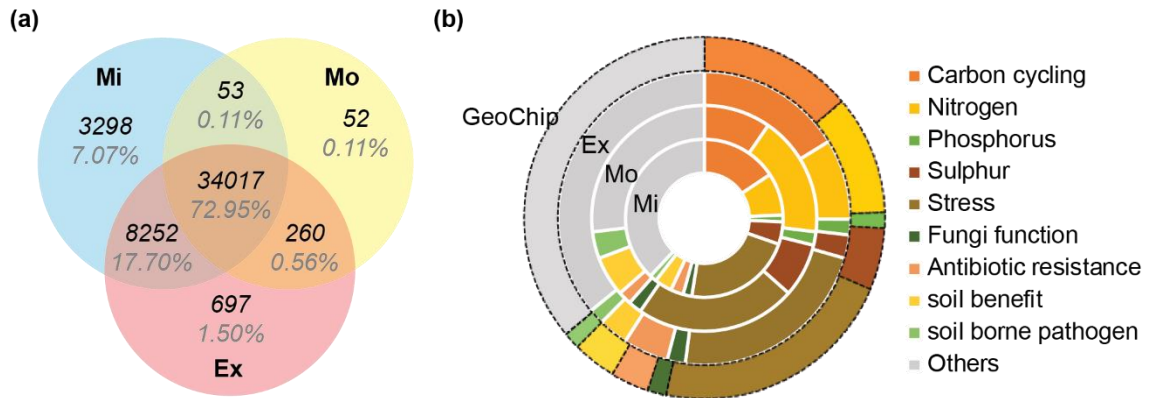 (a)
Mi
Mo
53
0.11%
3298
7.07%
52
0.11%
34017
72.95%
8252
17.70%
260
0.56%
697
1.50%
Ex
(b)
GeoChip
Ex
Mo
Mi
Carbon cycling
Nitrogen
Phosphorus
Sulphur
Stress
Fungi function
Antibiotic resistance
soil benefit
soil borne pathogen
Others